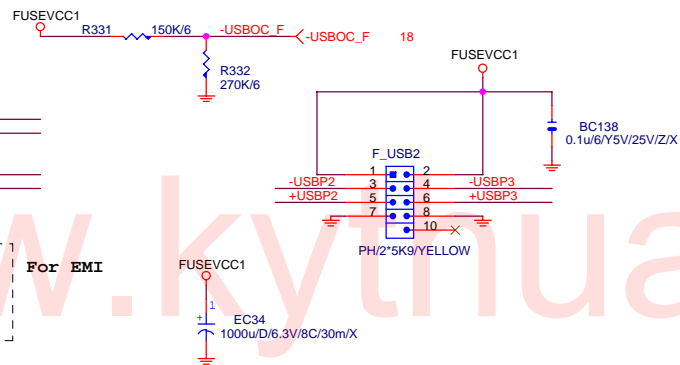 FUSEVCC1
R331 150K/6 -USBOC_F -USBOC_F 18
R332
270K/6
FUSEVCC1
BC138
0.1u/6/Y5V/25V/Z/X
F_USB2
1 2
-USBP2 3 4 -USBP3
+USBP2 5 6 +USBP3
7 8
10
PH/2*5K9/YELLOW
For EMI
FUSEVCC1
1
+
EC34
1000u/D/6.3V/8C/30m/X
w.kythua